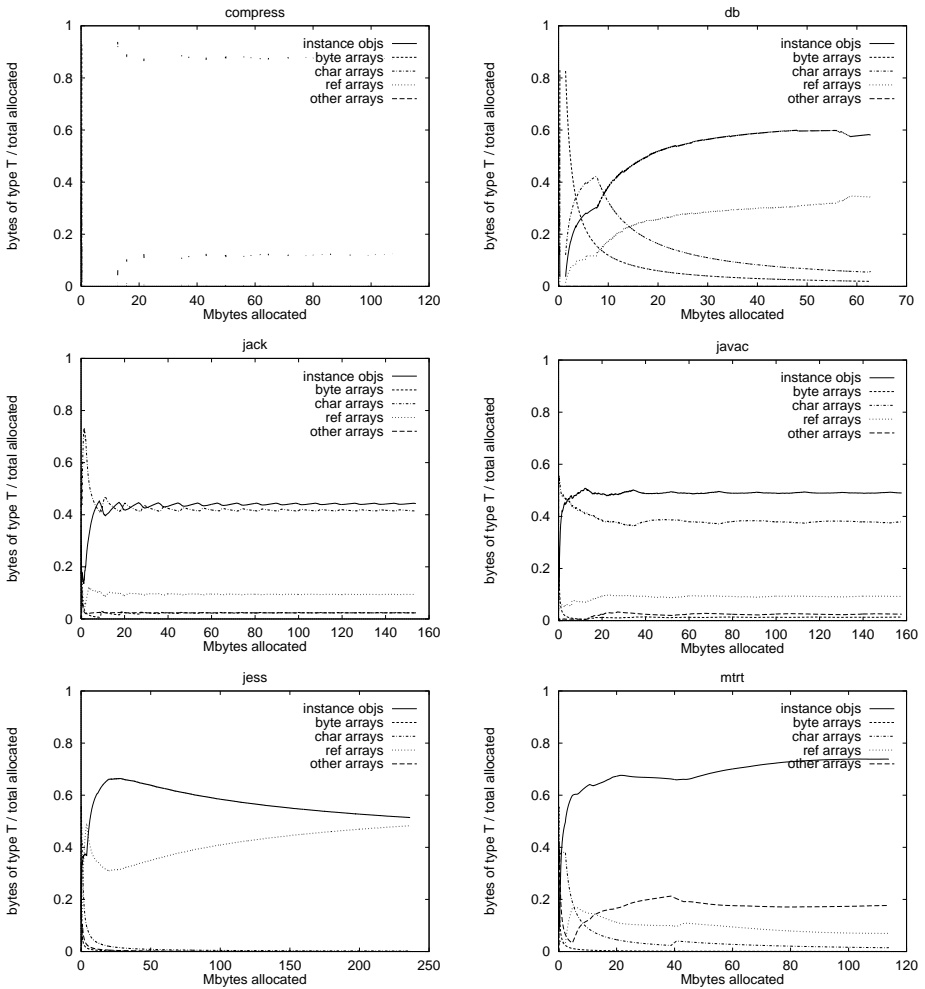 compress
bytes of type T / total allocated
1
0.8
0.6
0.4
0.2
0
instance objs
byte arrays
char arrays
ref arrays
other arrays
0 20 40 60 80 100 120
Mbytes allocated
db
bytes of type T / total allocated
1
0.8
0.6
0.4
0.2
0
instance objs
byte arrays
char arrays
ref arrays
other arrays
0 10 20 30 40 50 60 70
Mbytes allocated
jack
bytes of type T / total allocated
1
0.8
0.6
0.4
0.2
0
instance objs
byte arrays
char arrays
ref arrays
other arrays
0 20 40 60 80 100 120 140 160
Mbytes allocated
javac
bytes of type T / total allocated
1
0.8
0.6
0.4
0.2
0
instance objs
byte arrays
char arrays
ref arrays
other arrays
0 20 40 60 80 100 120 140 160
Mbytes allocated
jess
bytes of type T / total allocated
1
0.8
0.6
0.4
0.2
0
instance objs
byte arrays
char arrays
ref arrays
other arrays
0 50 100 150 200 250
Mbytes allocated
mtrt
bytes of type T / total allocated
1
0.8
0.6
0.4
0.2
0
instance objs
byte arrays
char arrays
ref arrays
other arrays
0 20 40 60 80 100 120
Mbytes allocated